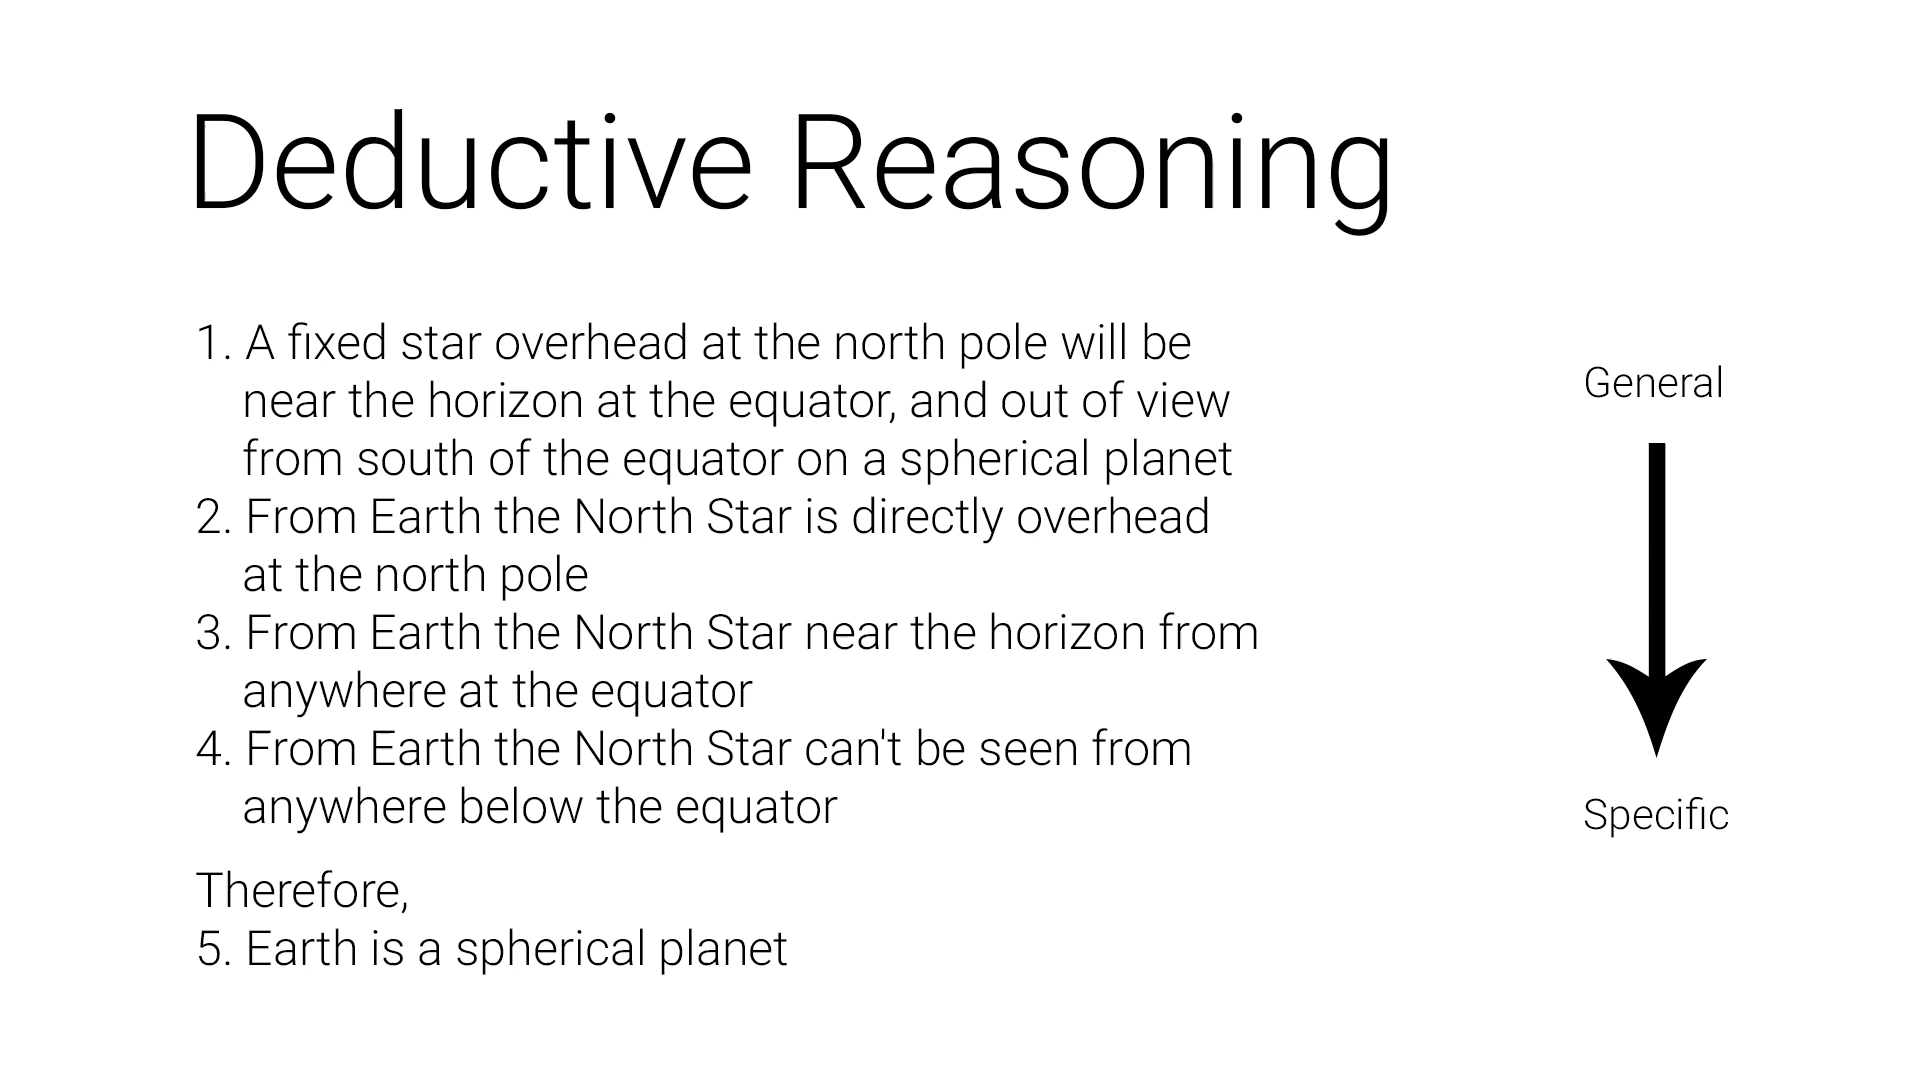 Deductive Reasoning
1. A fixed star overhead at the north pole will be
near the horizon at the equator, and out of view
from south of the equator on a spherical planet
2. From Earth the North Star is directly overhead
at the north pole
3. From Earth the North Star near the horizon from
anywhere at the equator
4. From Earth the North Star can't be seen from
anywhere below the equator
Therefore,
5. Earth is a spherical planet
General
Specific